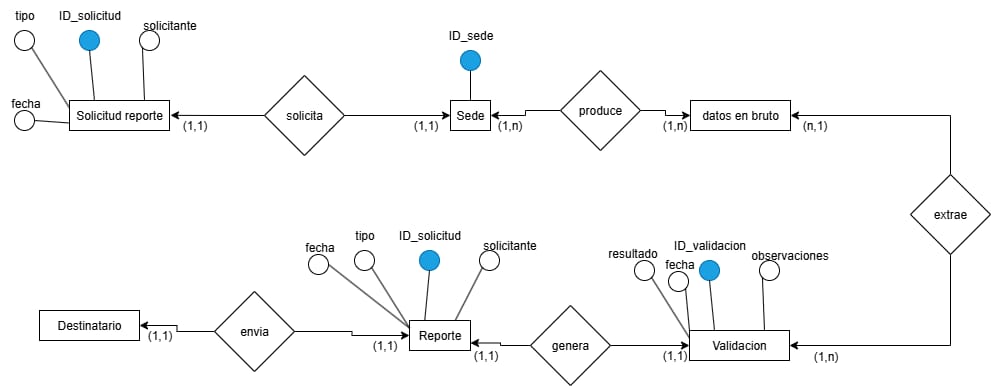 tipo
ID_solicitud
solicitante
fecha
Solicitud reporte
(1,1)
solicita
(1,1)
ID_sede
Sede
(1,n)
produce
(1,n)
datos en bruto
(n,1)
extrae
fecha
tipo
ID_solicitud
solicitante
resultado
fecha
ID_validacion
observaciones
Destinatario
(1,1)
envia
(1,1)
Reporte
(1,1)
genera
(1,1)
Validacion
(1,n)